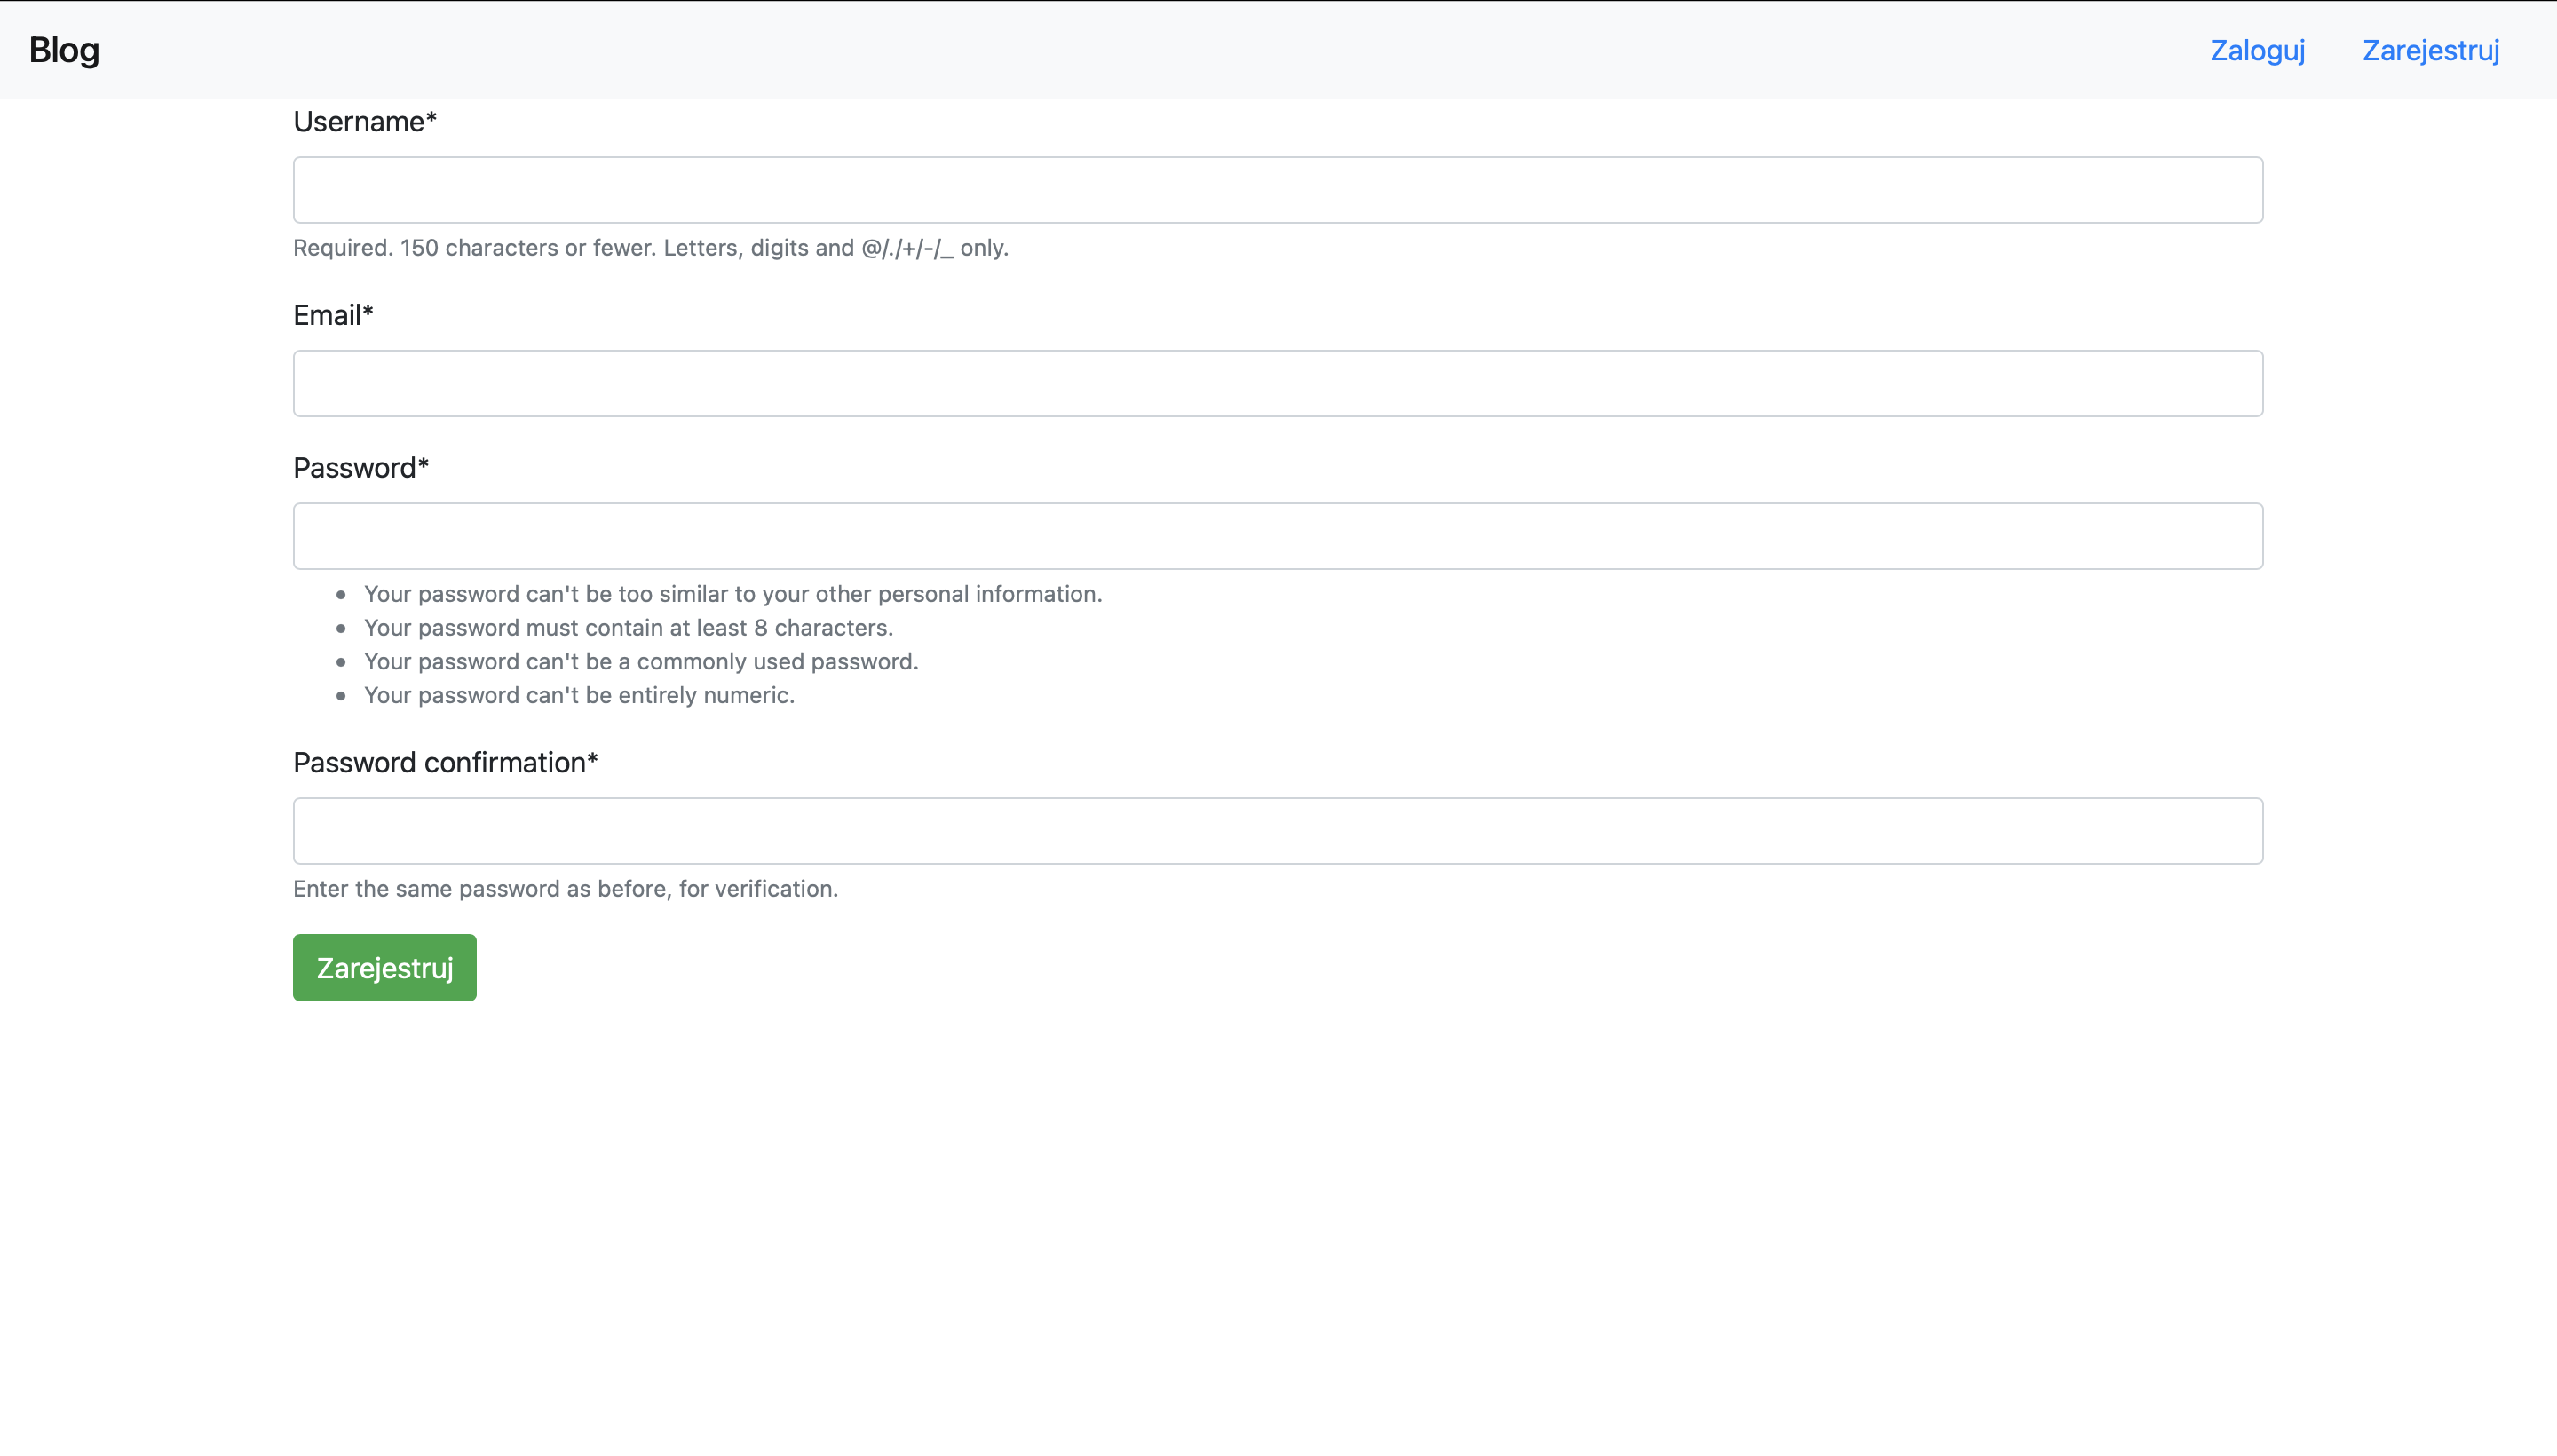 Blog
Zaloguj
Zarejestruj
Username*
Required. 150 characters or fewer. Letters, digits and @/./+/-/_ only.
Email*
Password*
Your password can't be too similar to your other personal information.
Your password must contain at least 8 characters.
Your password can't be a commonly used password.
Your password can't be entirely numeric.
Password confirmation*
Enter the same password as before, for verification.
Zarejestruj